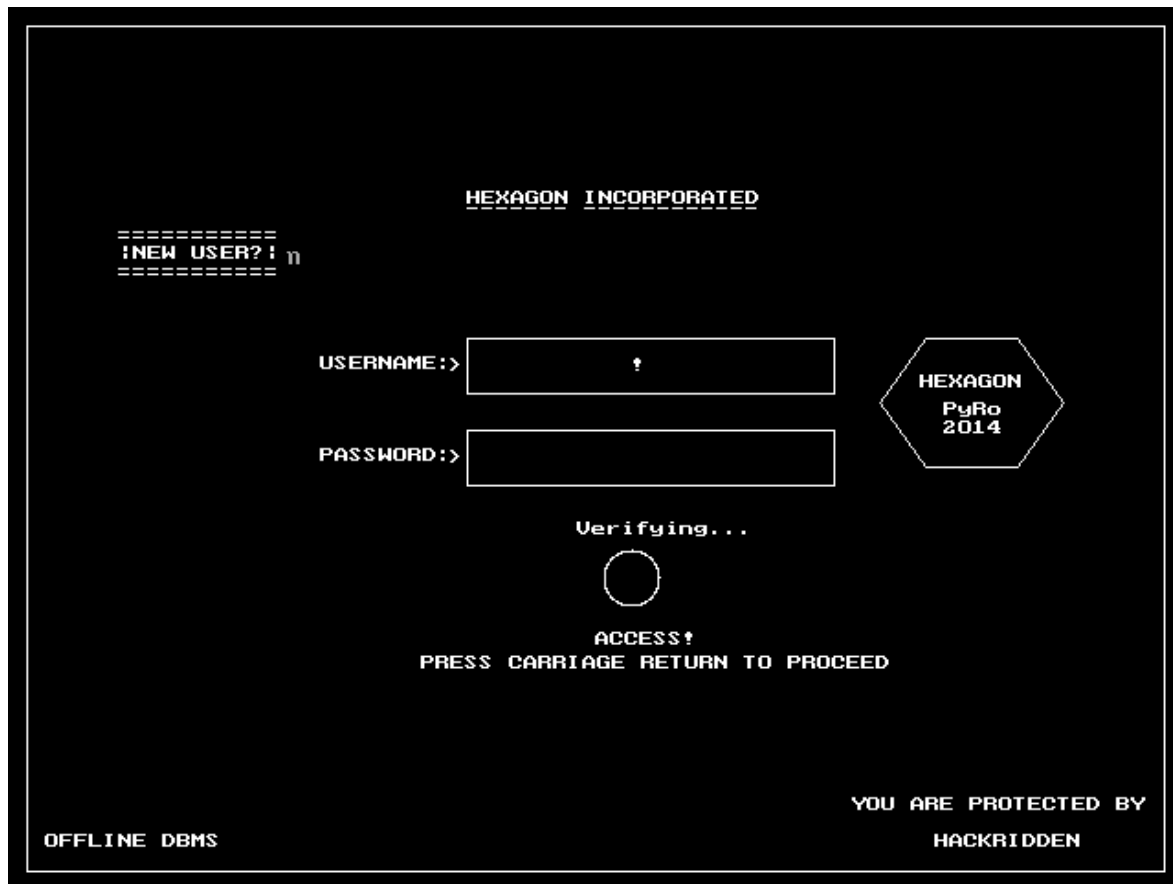 HEXAGON INCORPORATED
===========
¦NEW USER?¦ n
===========
USERNAME:> !
HEXAGON
PyRo
2014
PASSWORD:>
Verifying...
ACCESS!
PRESS CARRIAGE RETURN TO PROCEED
YOU ARE PROTECTED BY
HACKRIDDEN
OFFLINE DBMS